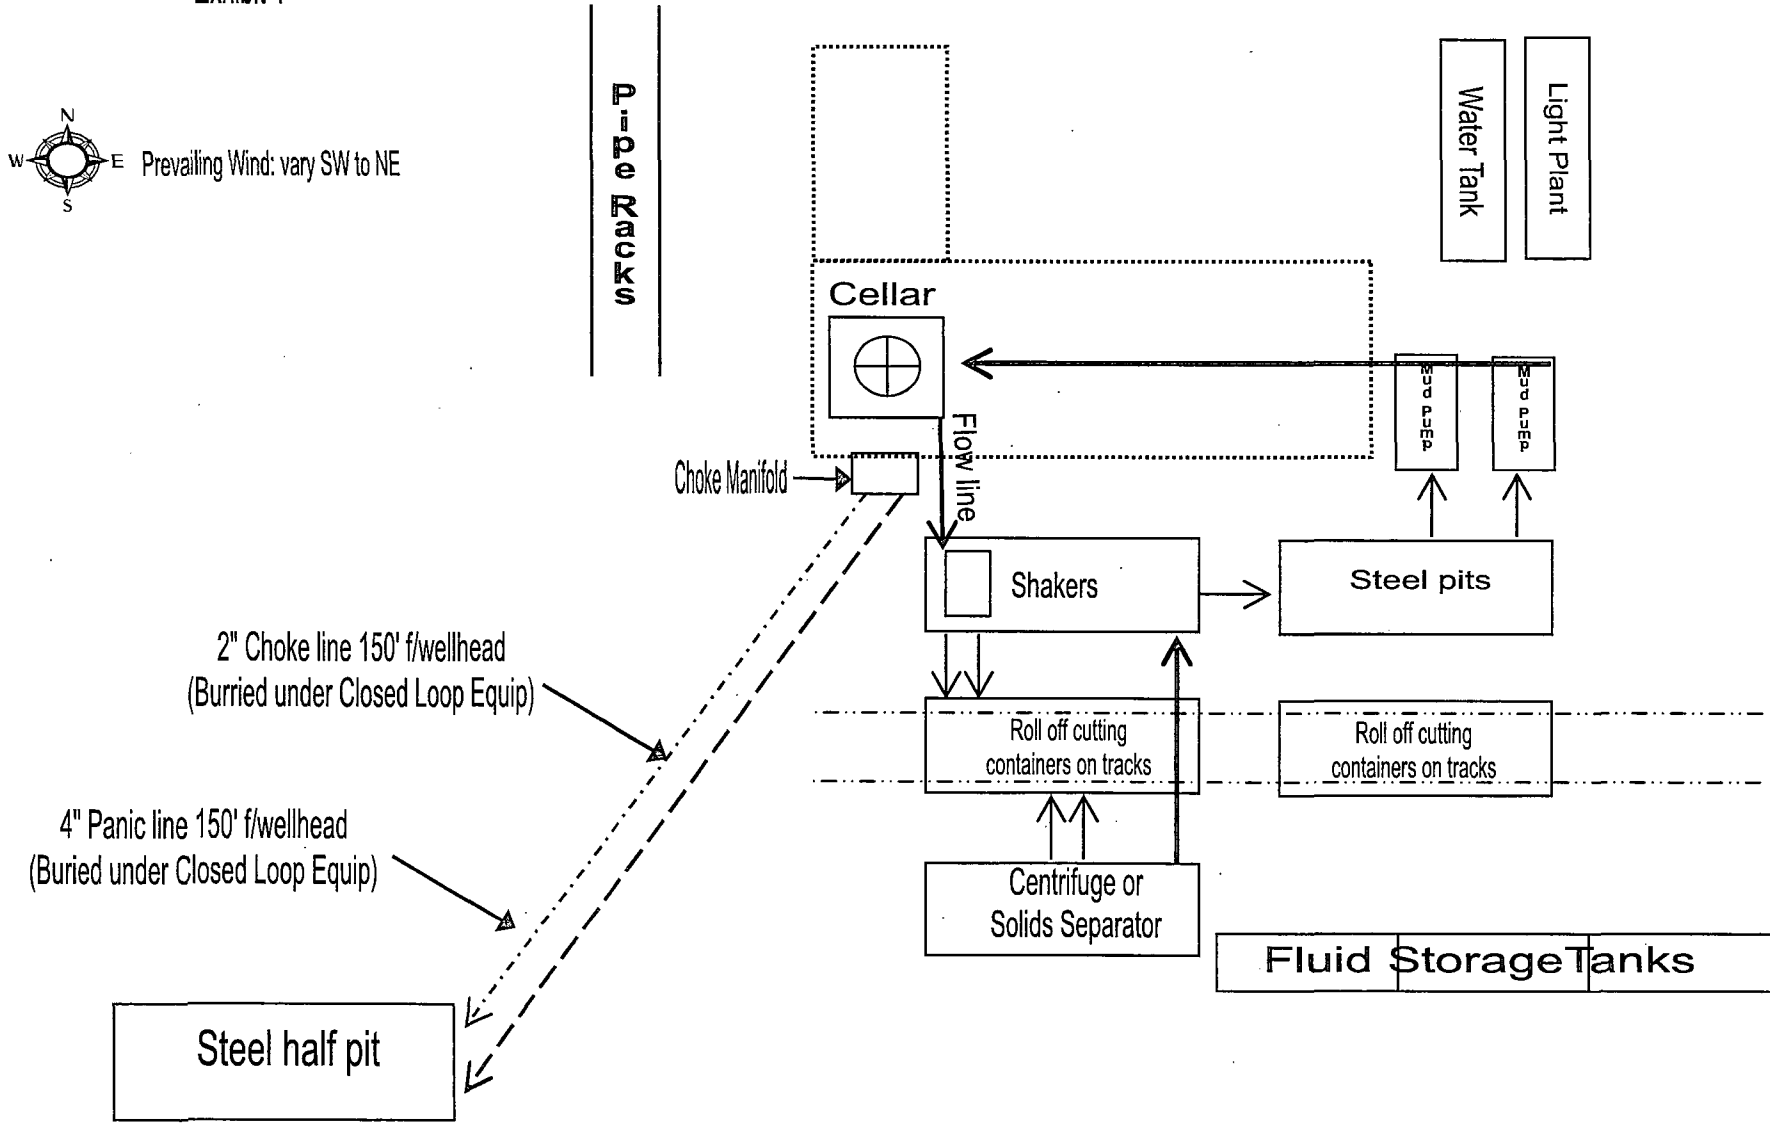 N
W
E
S
Prevailing Wind: vary SW to NE
Pipe Racks
Water Tank
Light Plant
Cellar
Mud Pump
Mud Pump
Flow line
Choke Manifold
Shakers
Steel pits
2" Choke line 150' f/wellhead
(Burried under Closed Loop Equip)
Roll off cutting
containers on tracks
Roll off cutting
containers on tracks
4" Panic line 150' f/wellhead
(Buried under Closed Loop Equip)
Centrifuge or
Solids Separator
Fluid Storage Tanks
Steel half pit